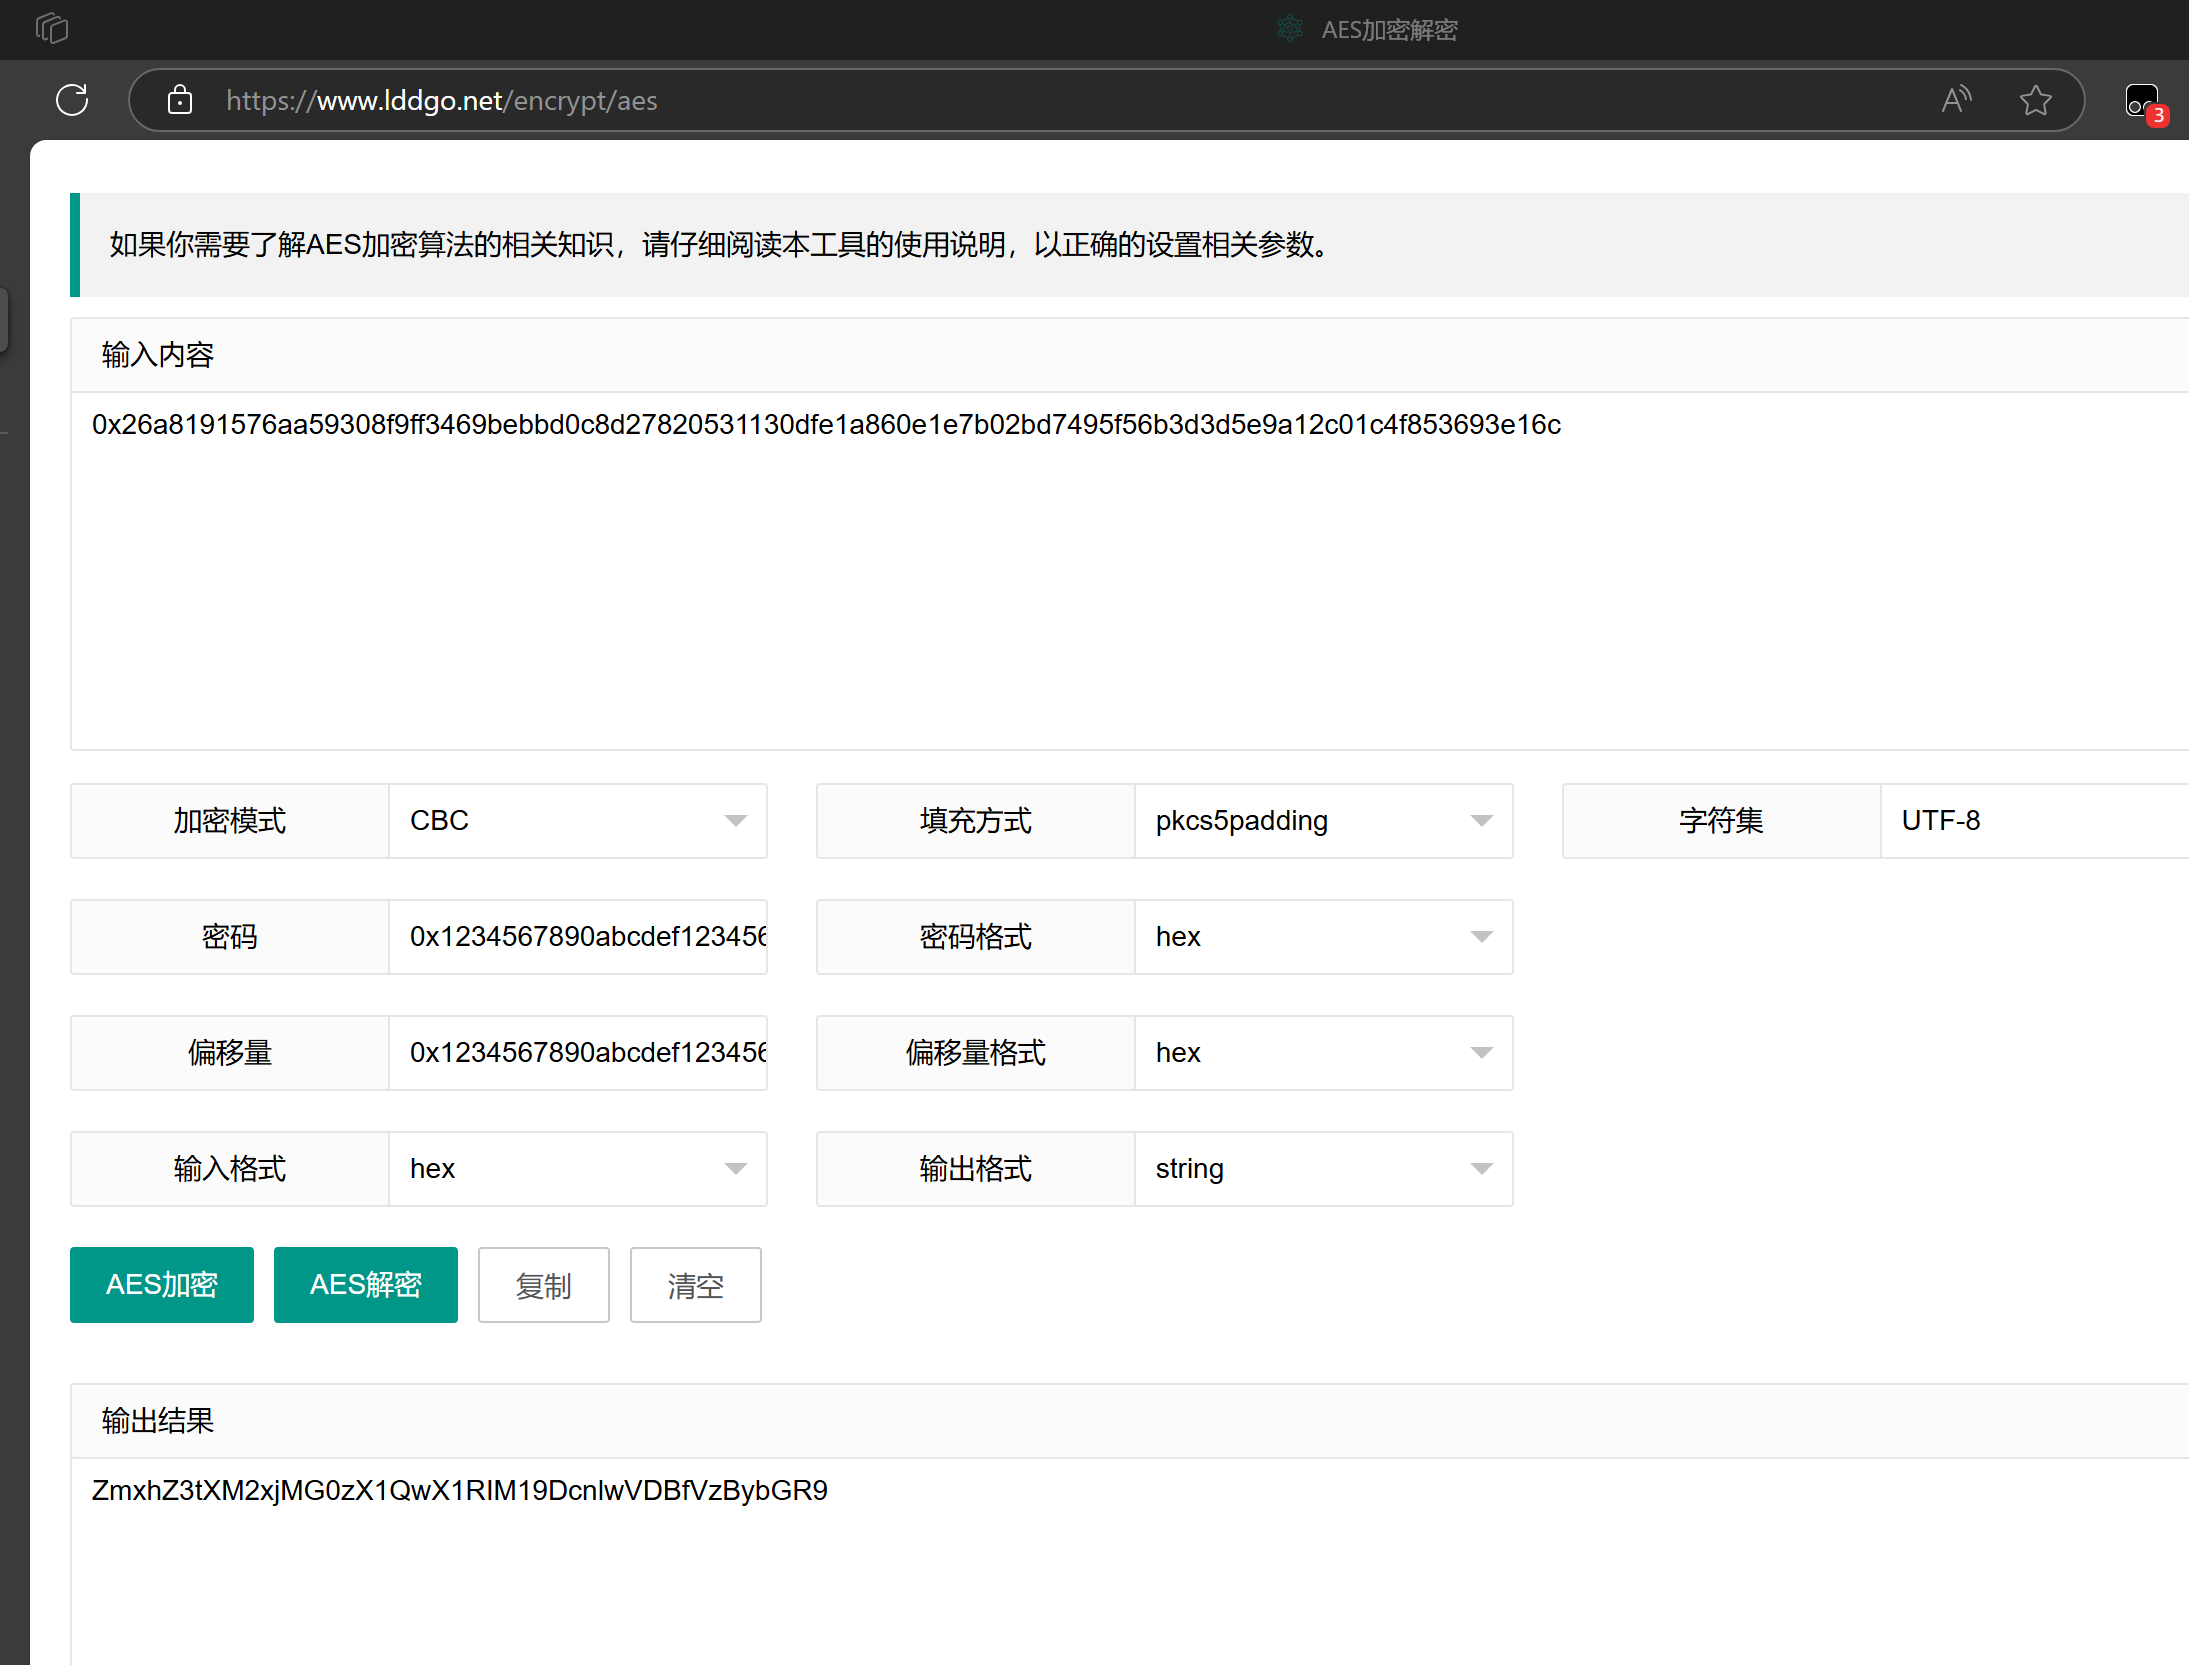 AES加密解密
https://www.lddgo.net/encrypt/aes
3
如果你需要了解AES加密算法的相关知识，请仔细阅读本工具的使用说明，以正确的设置相关参数。
输入内容
0x26a8191576aa59308f9ff3469bebbd0c8d27820531130dfe1a860e1e7b02bd7495f56b3d3d5e9a12c01c4f853693e16c
加密模式 CBC 填充方式 pkcs5padding 字符集 UTF-8
密码 0x1234567890abcdef123456 密码格式 hex
偏移量 0x1234567890abcdef123456 偏移量格式 hex
输入格式 hex 输出格式 string
AES加密 AES解密 复制 清空
输出结果
ZmxhZ3tXM2xjMG0zX1QwX1RIM19DcnlwVDBfVzBybGR9